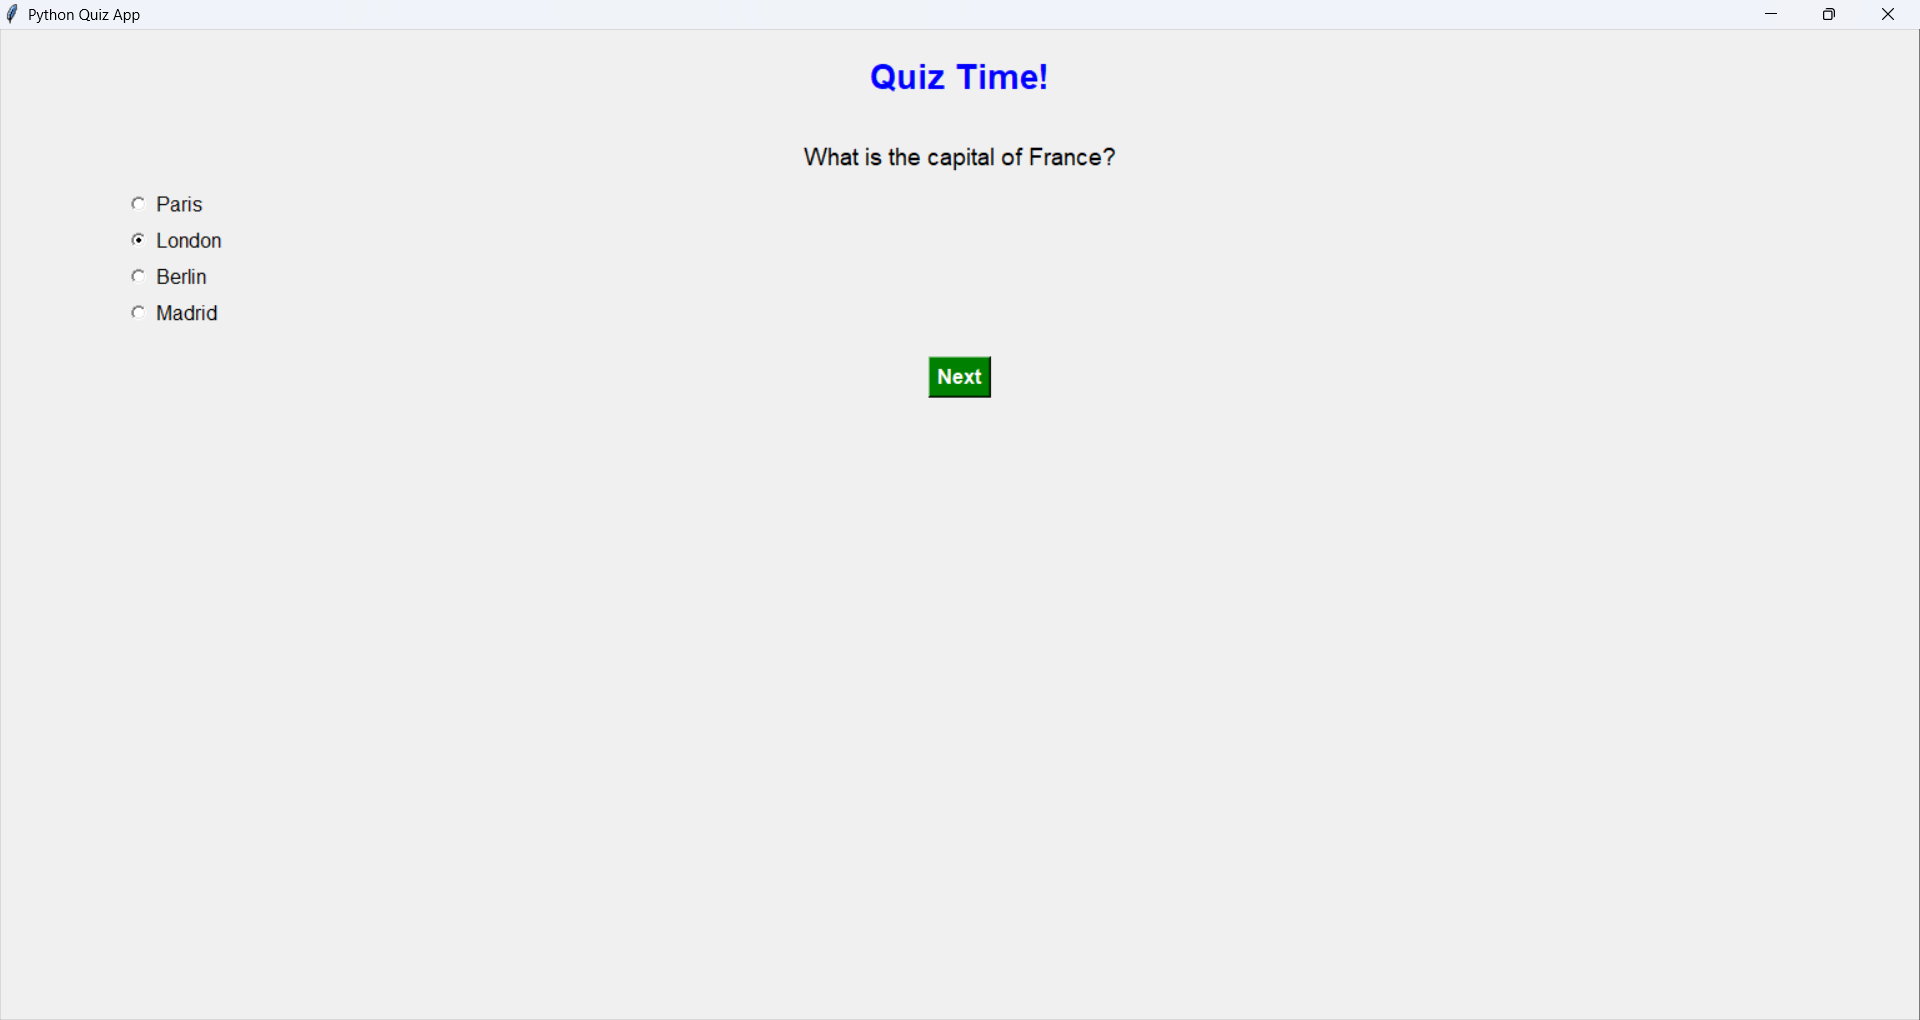 Python Quiz App
Quiz Time!
What is the capital of France?
Paris
London
Berlin
Madrid
Next